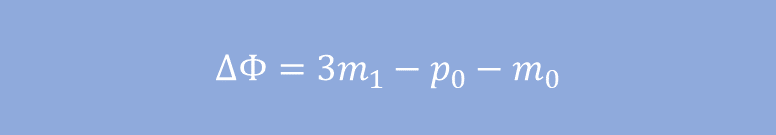 ΔΦ = 3m₁ − p₀ − m₀